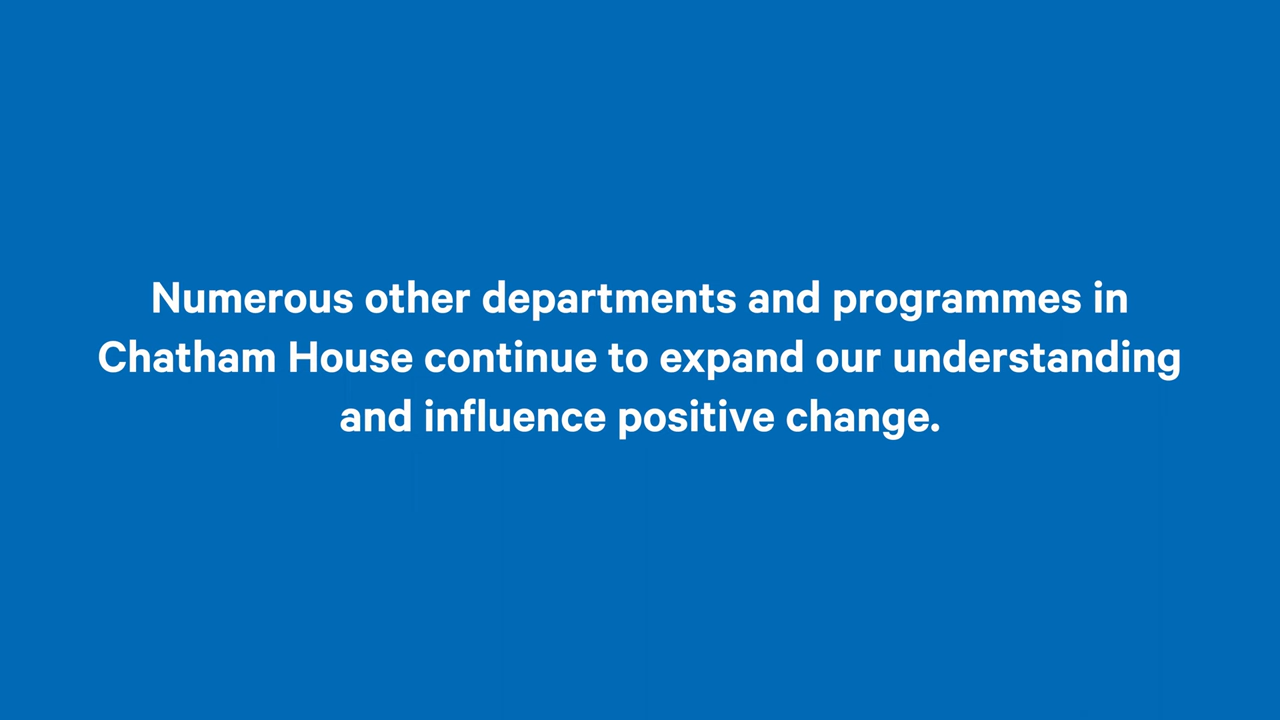 Numerous other departments and programmes in
Chatham House continue to expand our understanding
and influence positive change.